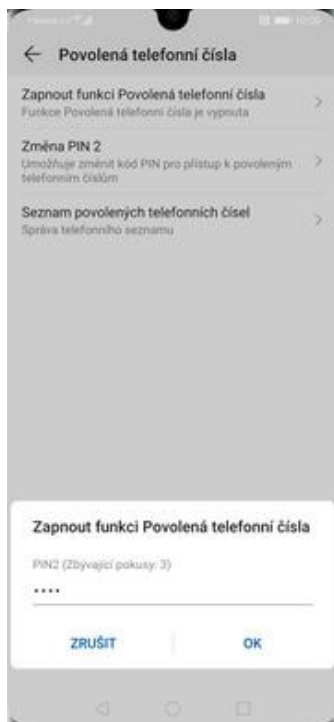 Povolená telefonní čísla
Zapnout funkci Povolená telefonní čísla
Funkce Povolená telefonní čísla je vypnuta
Změna PIN 2
Umožňuje změnit kód PIN pro přístup k povoleným
telefonním číslům
Seznam povolených telefonních čísel
Správa telefonního seznamu
Zapnout funkci Povolená telefonní čísla
PIN2 (Zbývající pokusy: 3)
••••
ZRUŠIT OK